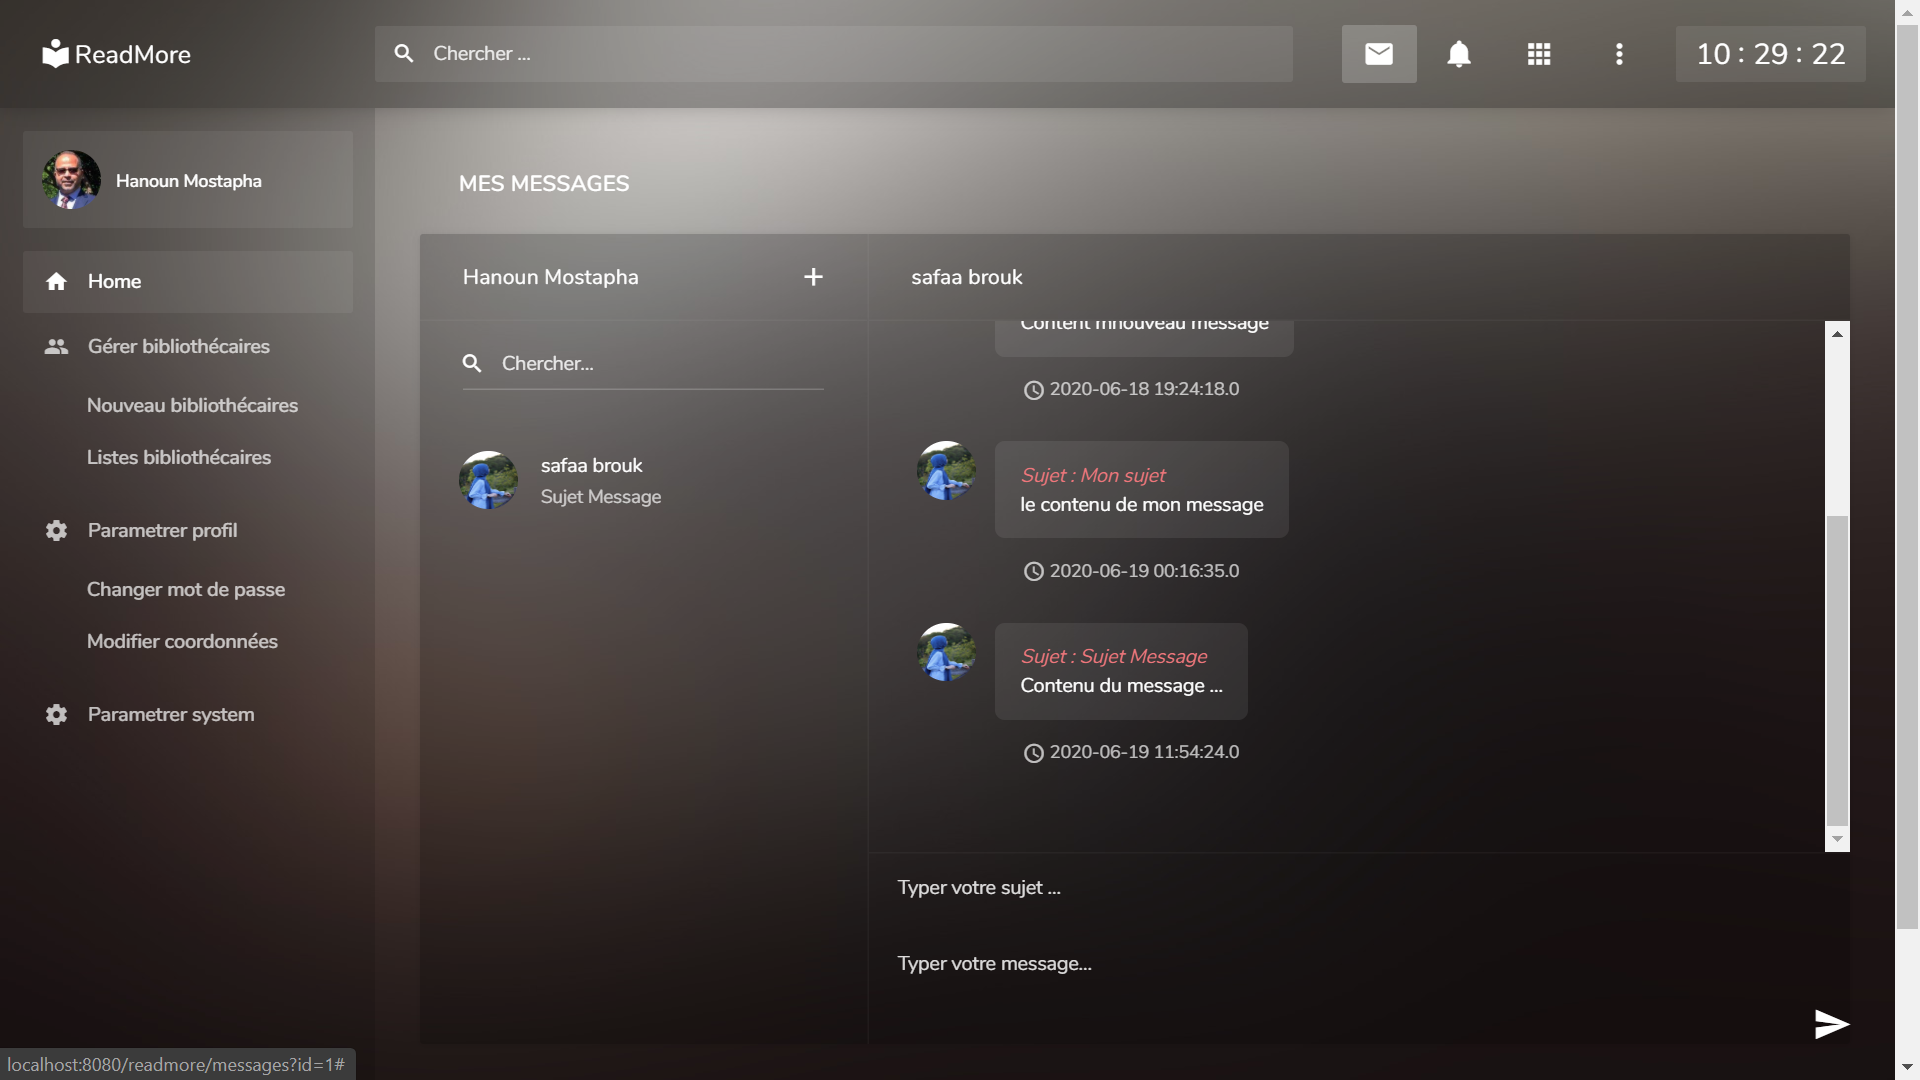 ReadMore
Chercher ...
10 : 29 : 22
Hanoun Mostapha
Home
Gérer bibliothécaires
Nouveau bibliothécaires
Listes bibliothécaires
Parametrer profil
Changer mot de passe
Modifier coordonnées
Parametrer system
MES MESSAGES
Hanoun Mostapha
Chercher...
safaa brouk
Sujet Message
safaa brouk
Content mnouveau message
2020-06-18 19:24:18.0
Sujet : Mon sujet
le contenu de mon message
2020-06-19 00:16:35.0
Sujet : Sujet Message
Contenu du message ...
2020-06-19 11:54:24.0
Typer votre sujet ...
Typer votre message...
localhost:8080/readmore/messages?id=1#